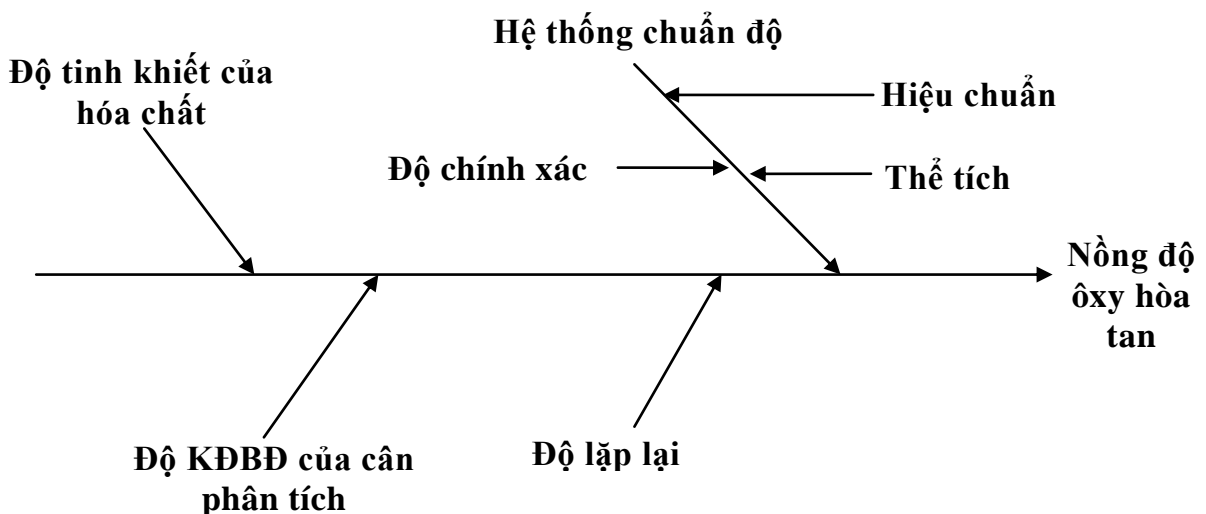 Hệ thống chuẩn độ
Độ tinh khiết của
hóa chất
Hiệu chuẩn
Độ chính xác
Thể tích
Nồng độ
ôxy hòa
tan
Độ KĐBĐ của cân
phân tích
Độ lặp lại